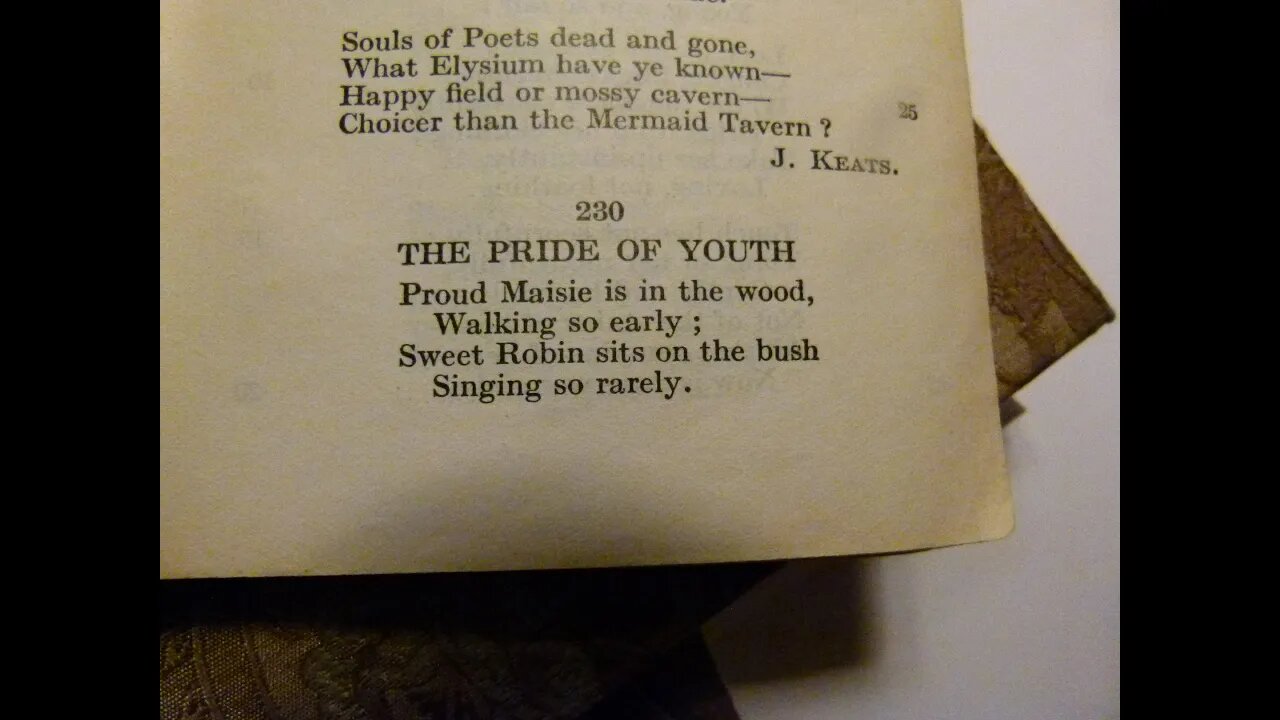 Souls of Poets dead and gone,
What Elysium have ye known—
Happy field or mossy cavern—
Choicer than the Mermaid Tavern ?
25
J. KEATS.
230
THE PRIDE OF YOUTH
Proud Maisie is in the wood,
Walking so early ;
Sweet Robin sits on the bush
Singing so rarely.